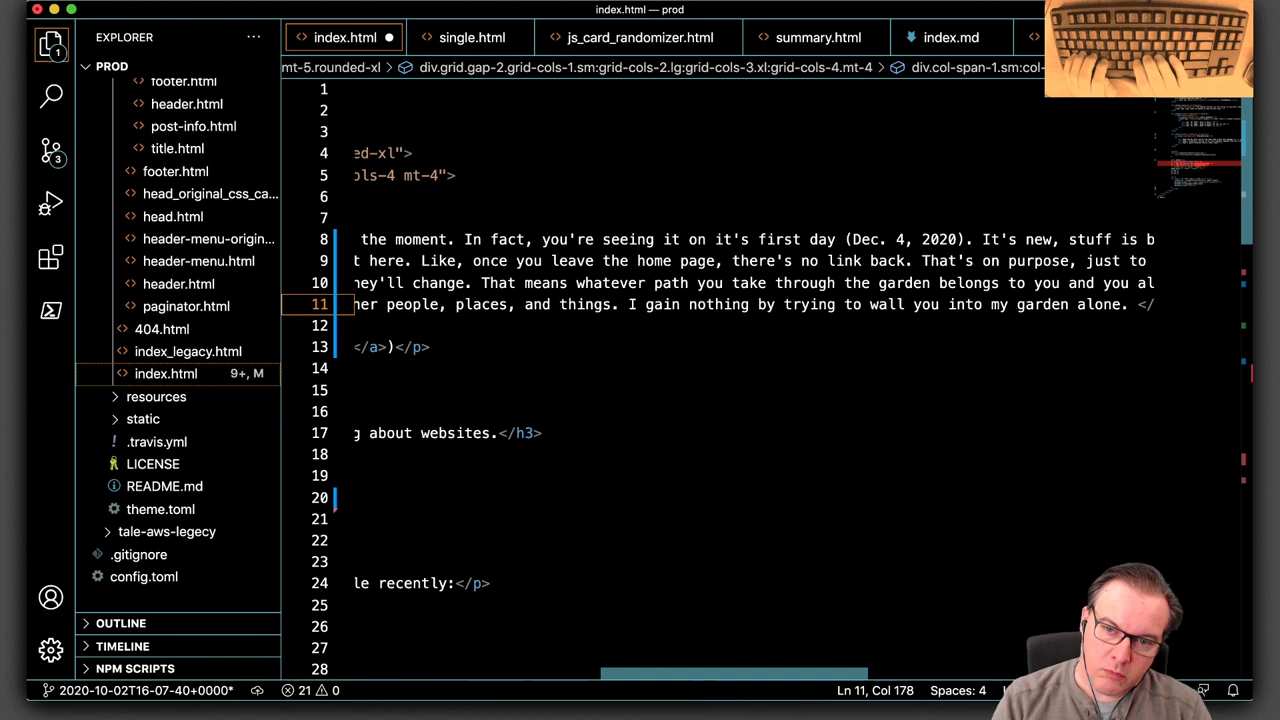 index.html — prod
EXPLORER ···
index.html
single.html
js_card_randomizer.html
summary.html
index.md
1
PROD
mt-5.rounded-xl > div.grid.gap-2.grid-cols-1.sm:grid-cols-2.lg:grid-cols-3.xl:grid-cols-4.mt-4 > div.col-span-1.sm:co
footer.html
header.html
post-info.html
title.html
footer.html
head_original_css_ca...
head.html
header-menu-origin...
header-menu.html
header.html
paginator.html
404.html
index_legacy.html
index.html 9+, M
resources
static
.travis.yml
LICENSE
README.md
theme.toml
tale-aws-legecy
.gitignore
config.toml
OUTLINE
TIMELINE
NPM SCRIPTS
3
1
2
3
4 ed-xl">
5 ols-4 mt-4">
6
7
8 the moment. In fact, you're seeing it on it's first day (Dec. 4, 2020). It's new, stuff is b
9 t here. Like, once you leave the home page, there's no link back. That's on purpose, just to
10 hey'll change. That means whatever path you take through the garden belongs to you and you al
11 her people, places, and things. I gain nothing by trying to wall you into my garden alone. </
12
13 </a>)</p>
14
15
16
17 g about websites.</h3>
18
19
20
21
22
23
24 le recently:</p>
25
26
27
28
2020-10-02T16-07-40+0000* 21 0 Ln 11, Col 178 Spaces: 4